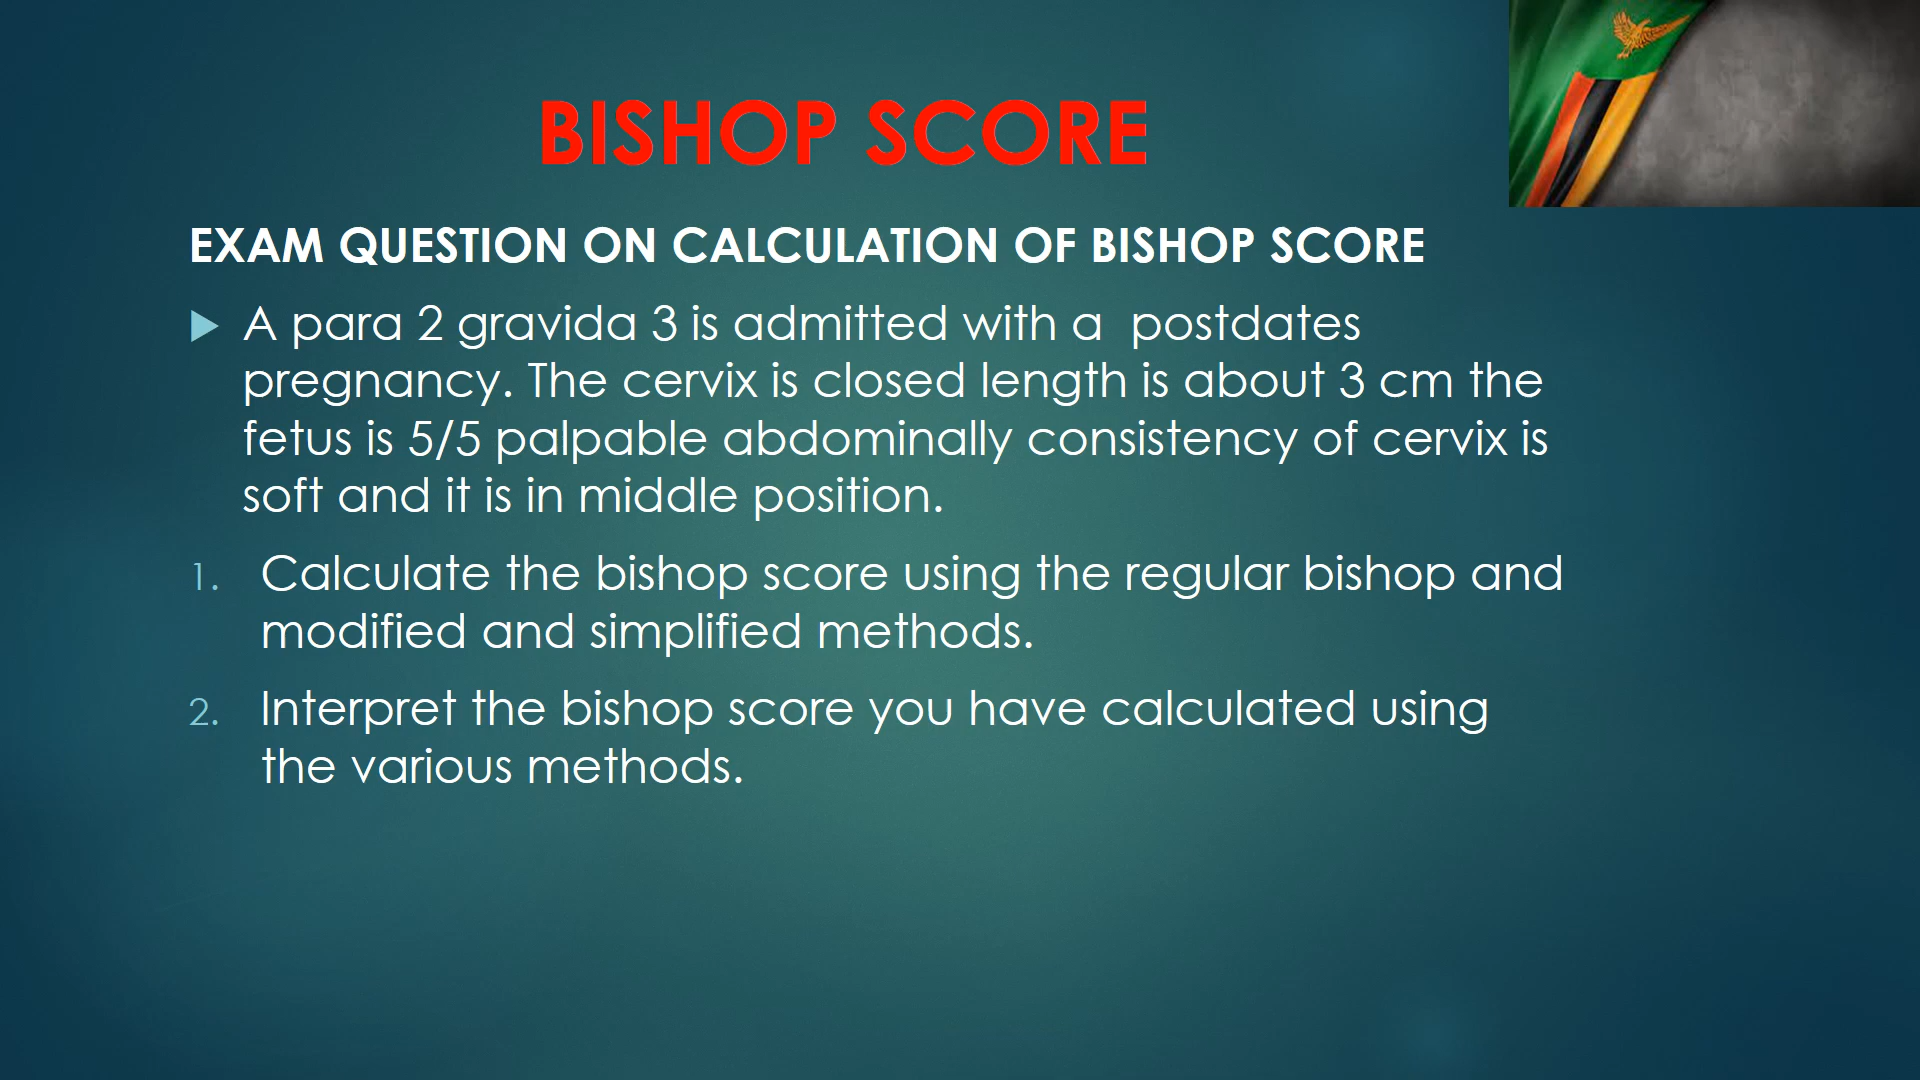 BISHOP SCORE
EXAM QUESTION ON CALCULATION OF BISHOP SCORE
A para 2 gravida 3 is admitted with a postdates
pregnancy. The cervix is closed length is about 3 cm the
fetus is 5/5 palpable abdominally consistency of cervix is
soft and it is in middle position.
1. Calculate the bishop score using the regular bishop and
modified and simplified methods.
2. Interpret the bishop score you have calculated using
the various methods.